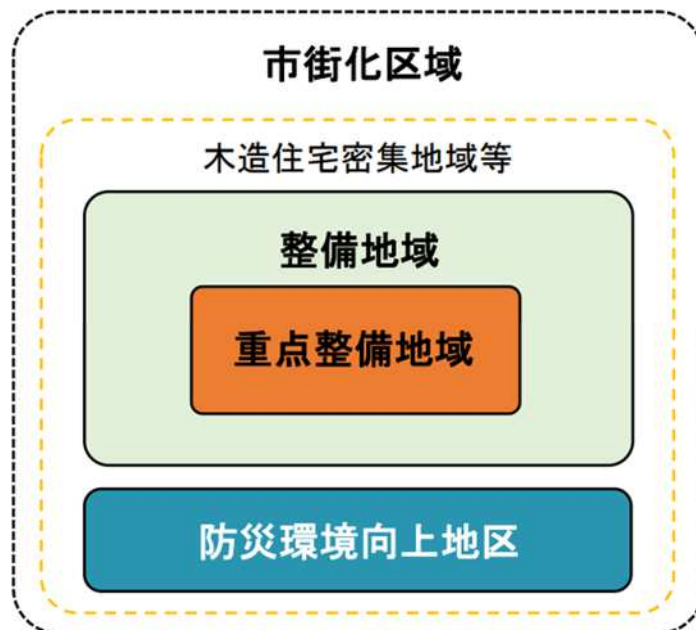 市街化区域
木造住宅密集地域等
整備地域
重点整備地域
防災環境向上地区